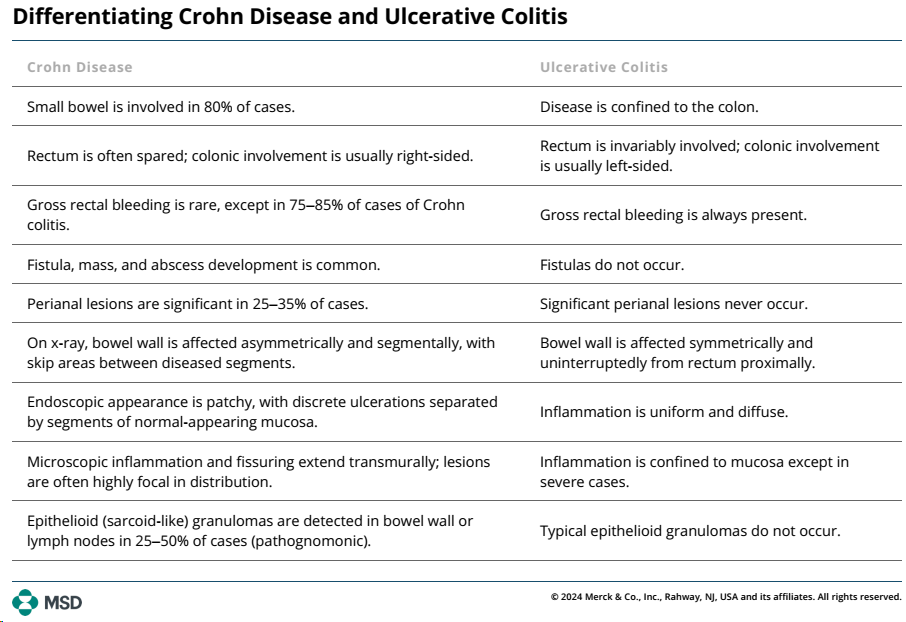 Differentiating Crohn Disease and Ulcerative Colitis
Crohn Disease
Ulcerative Colitis
Small bowel is involved in 80% of cases.
Disease is confined to the colon.
Rectum is often spared; colonic involvement is usually right-sided.
Rectum is invariably involved; colonic involvement
is usually left-sided.
Gross rectal bleeding is rare, except in 75–85% of cases of Crohn
colitis.
Gross rectal bleeding is always present.
Fistula, mass, and abscess development is common.
Fistulas do not occur.
Perianal lesions are significant in 25–35% of cases.
Significant perianal lesions never occur.
On x-ray, bowel wall is affected asymmetrically and segmentally, with
skip areas between diseased segments.
Bowel wall is affected symmetrically and
uninterruptedly from rectum proximally.
Endoscopic appearance is patchy, with discrete ulcerations separated
by segments of normal-appearing mucosa.
Inflammation is uniform and diffuse.
Microscopic inflammation and fissuring extend transmurally; lesions
are often highly focal in distribution.
Inflammation is confined to mucosa except in
severe cases.
Epithelioid (sarcoid-like) granulomas are detected in bowel wall or
lymph nodes in 25–50% of cases (pathognomonic).
Typical epithelioid granulomas do not occur.
MSD
© 2024 Merck & Co., Inc., Rahway, NJ, USA and its affiliates. All rights reserved.